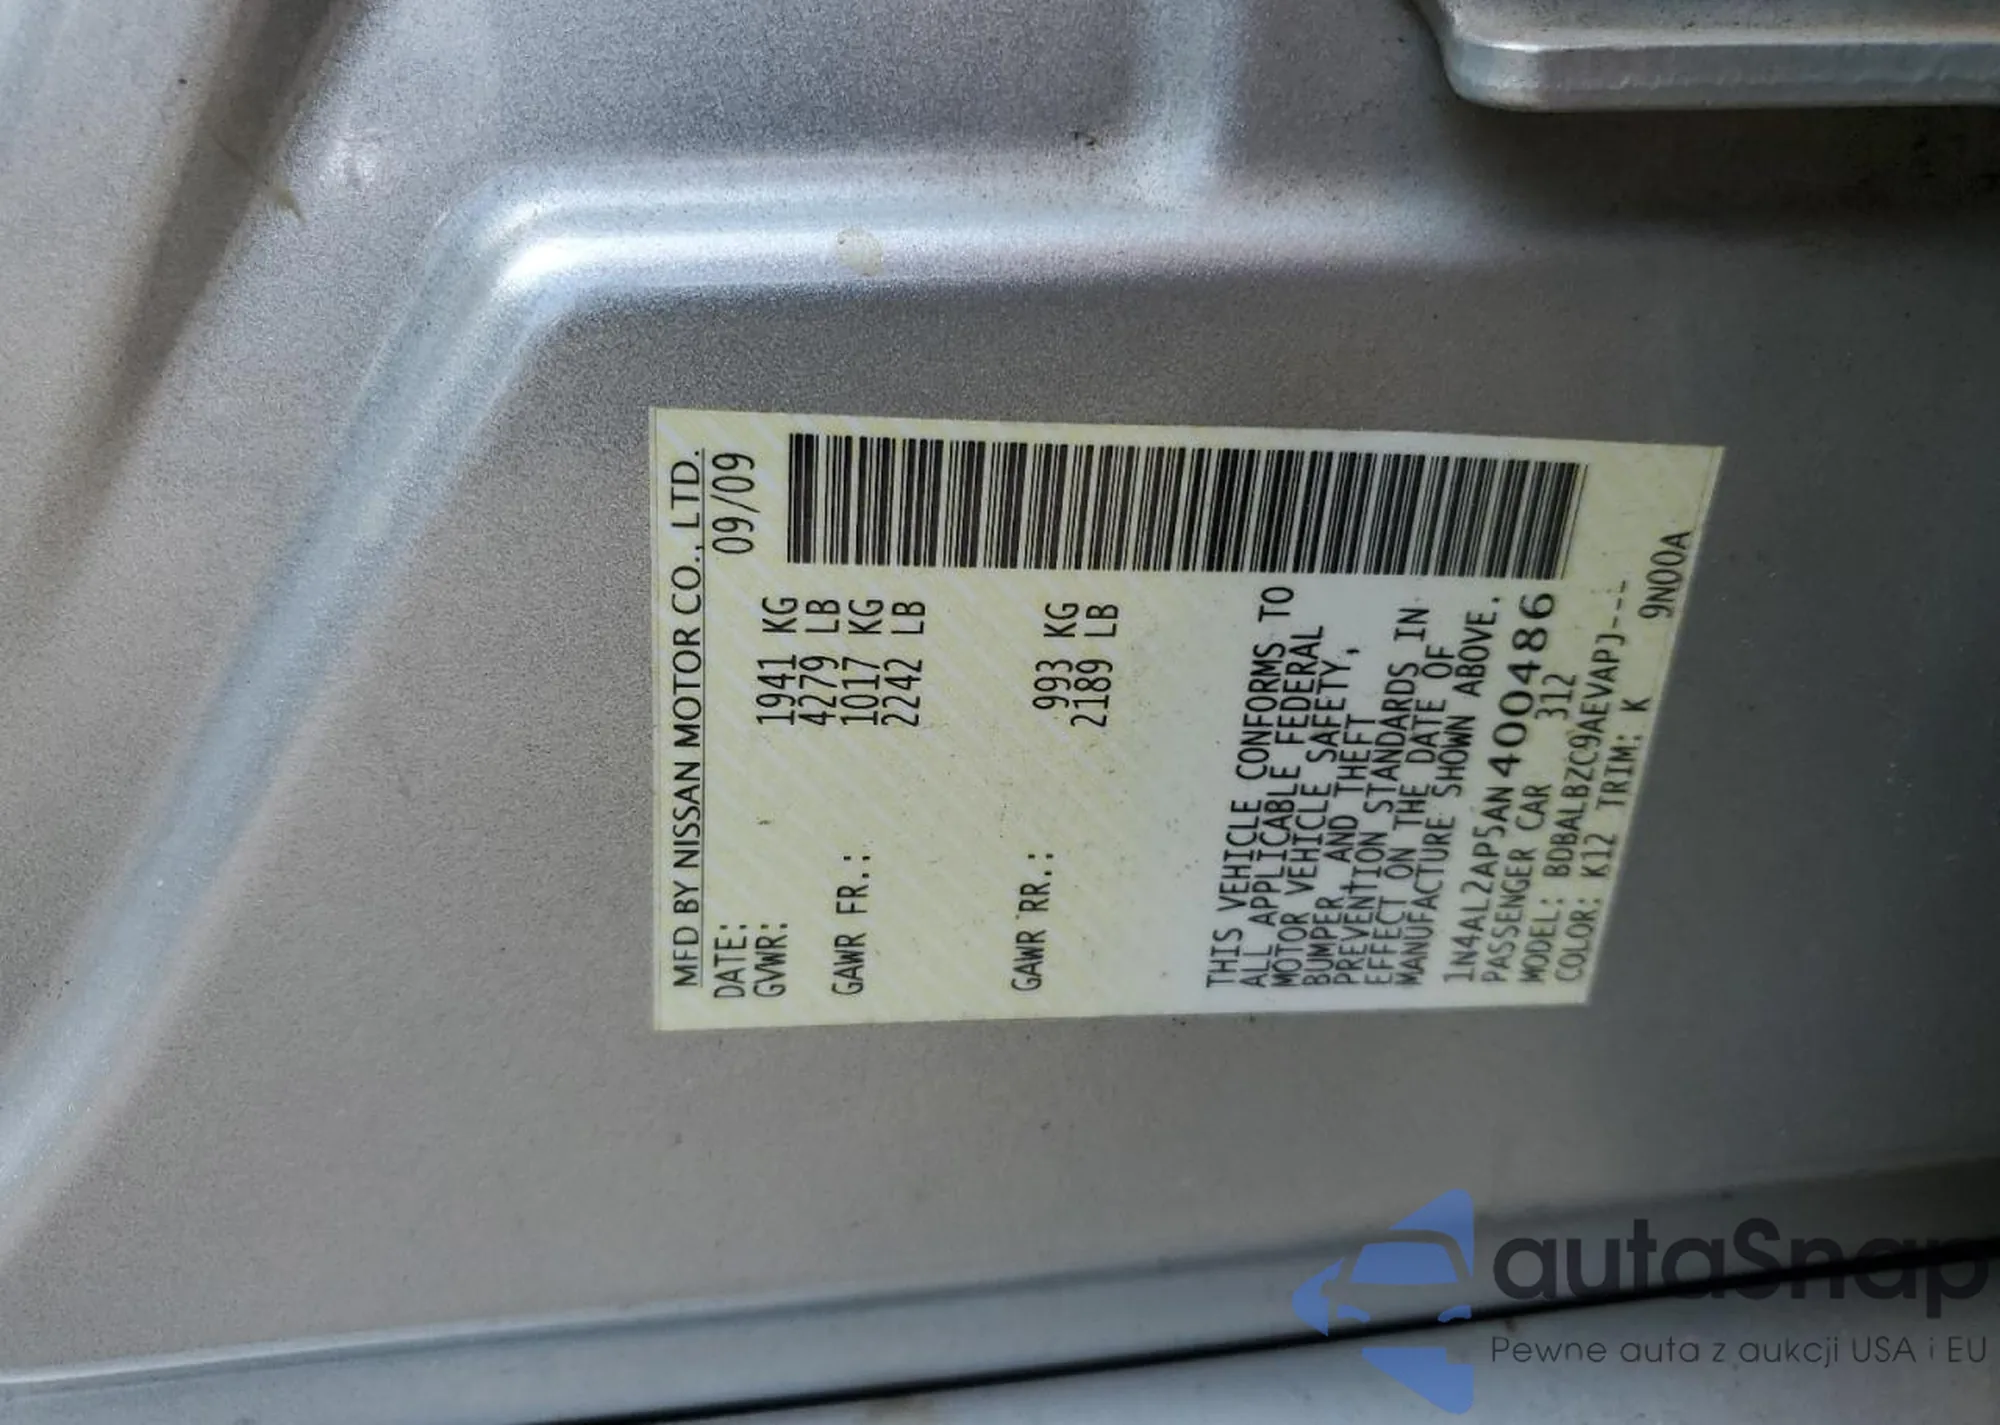 MFD BY NISSAN MOTOR CO., LTD.
DATE: 09/09
GVWR: 1941 KG
4279 LB
GAWR FR.: 1017 KG
2242 LB
GAWR RR.: 993 KG
2189 LB
THIS VEHICLE CONFORMS TO
ALL APPLICABLE FEDERAL
MOTOR VEHICLE SAFETY,
BUMPER AND THEFT
PREVENTION STANDARDS IN
EFFECT ON THE DATE OF
MANUFACTURE SHOWN ABOVE.
1N4AL2AP5AN400486
PASSENGER CAR 312
MODEL: BDBALBZC9AEVAPJ---
COLOR: K12 TRIM: K 9N00A
autaSnap
Pewne auta z aukcji USA i EU